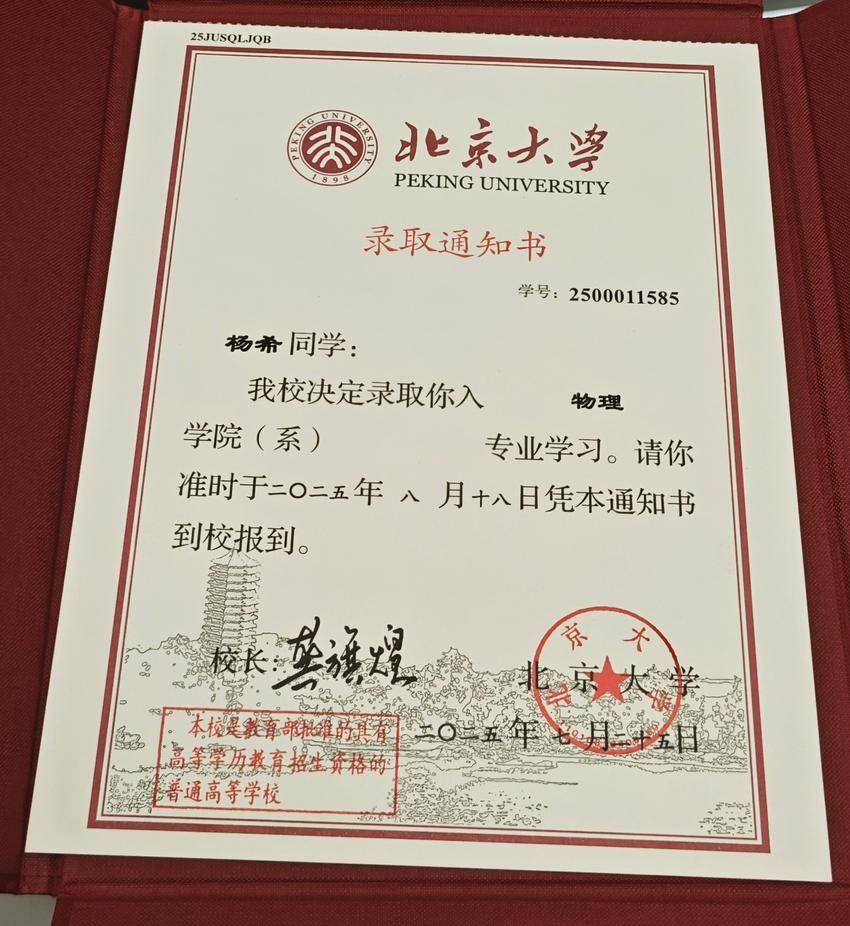 25JUSQLJQB
PEKING UNIVERSITY
1898
北京大学
PEKING UNIVERSITY
录取通知书
学号：2500011585
杨希同学：
我校决定录取你入 物理
学院（系） 专业学习。请你
准时于二〇二五年 八 月十八日凭本通知书
到校报到。
校长：龚旗煌
北京大学
北京大学
二〇二五年七月二十五日
本校是教育部批准的具有
高等学历教育招生资格的
普通高等学校